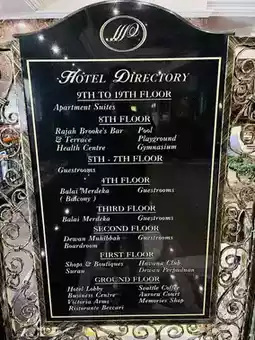 HOTEL DIRECTORY
9TH TO 19TH FLOOR
Apartment Suites
8TH FLOOR
Rajah Brooke's Bar Pool
& Terrace Playground
Health Centre Gymnasium
5TH - 7TH FLOOR
Guestrooms
4TH FLOOR
Balai Merdeka Guestrooms
( Balcony )
THIRD FLOOR
Balai Merdeka Guestrooms
SECOND FLOOR
Dewan Muhibbah Guestrooms
Boardroom
FIRST FLOOR
Shops & Boutiques Havana Club
Surau Dewan Perpaduan
GROUND FLOOR
Hotel Lobby Seattle Coffee
Business Centre Aurora Court
Victoria Arms Memories Shop
Ristorante Beccari